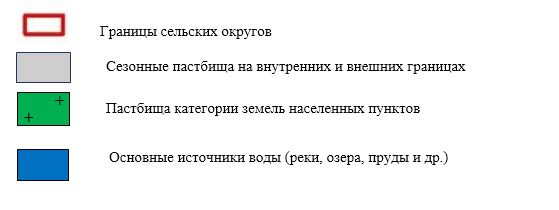 Границы сельских округов
Сезонные пастбища на внутренних и внешних границах
Пастбища категории земель населенных пунктов
Основные источники воды (реки, озера, пруды и др.)